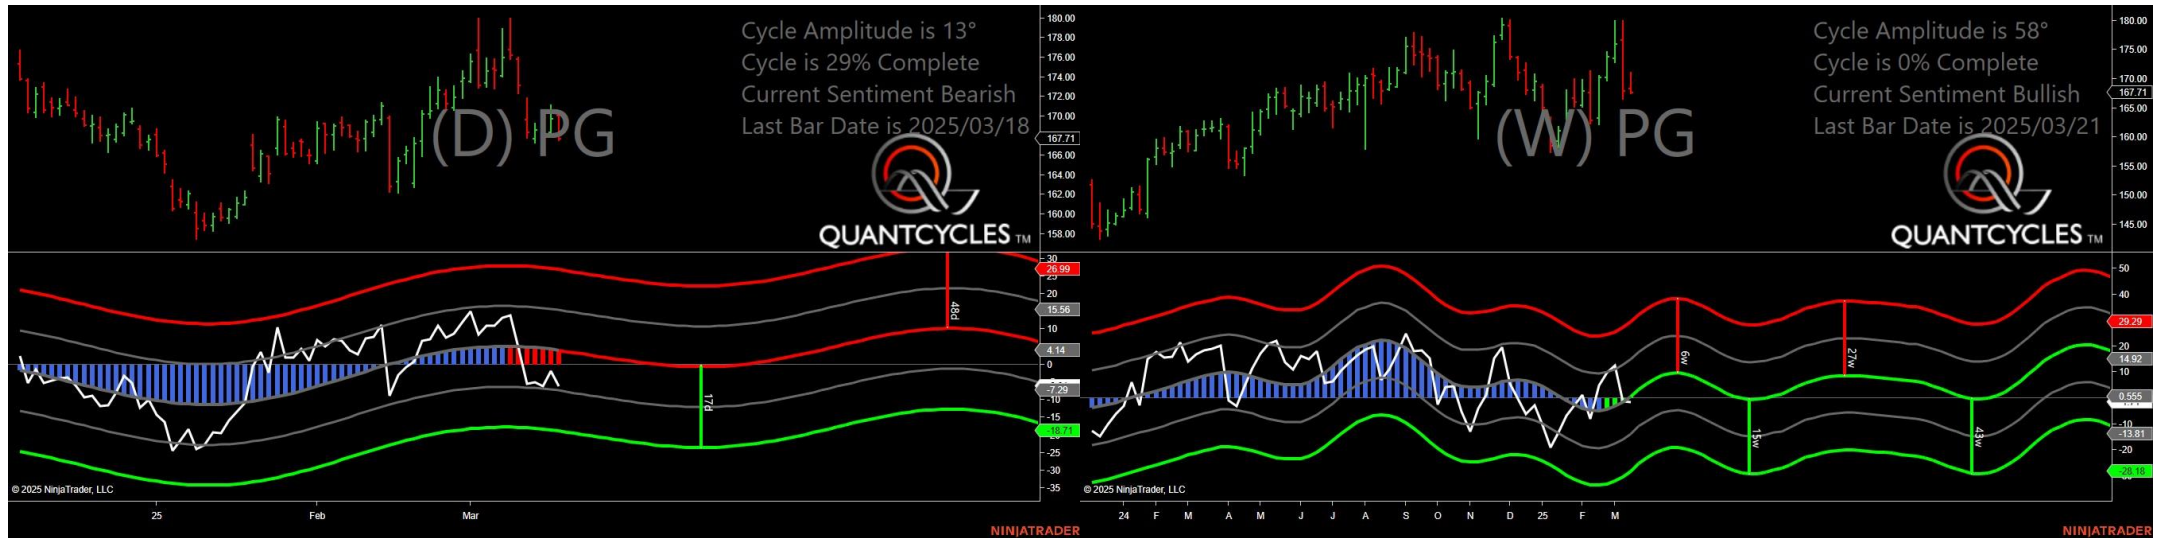 Cycle Amplitude is 13°
Cycle is 29% Complete
Current Sentiment Bearish
Last Bar Date is 2025/03/18
(D) PG
QUANTCYCLES TM
180.00
178.00
176.00
174.00
172.00
170.00
167.71
166.00
164.00
162.00
160.00
158.00
30
26.99
25
20
15.56
10
4.14
0
-7.29
-10
-15
-18.71
-25
-30
-35
48d
17d
© 2025 NinjaTrader, LLC
25 Feb Mar
NINJATRADER
Cycle Amplitude is 58°
Cycle is 0% Complete
Current Sentiment Bullish
Last Bar Date is 2025/03/21
(W) PG
QUANTCYCLES TM
180.00
175.00
170.00
167.71
165.00
160.00
155.00
150.00
145.00
50
40
29.29
20
14.92
10
0.555
-10
-13.81
-20
-28.18
6w
27w
15w
43w
© 2025 NinjaTrader, LLC
24 F M A M J J A S O N D 25 F M
NINJATRADER